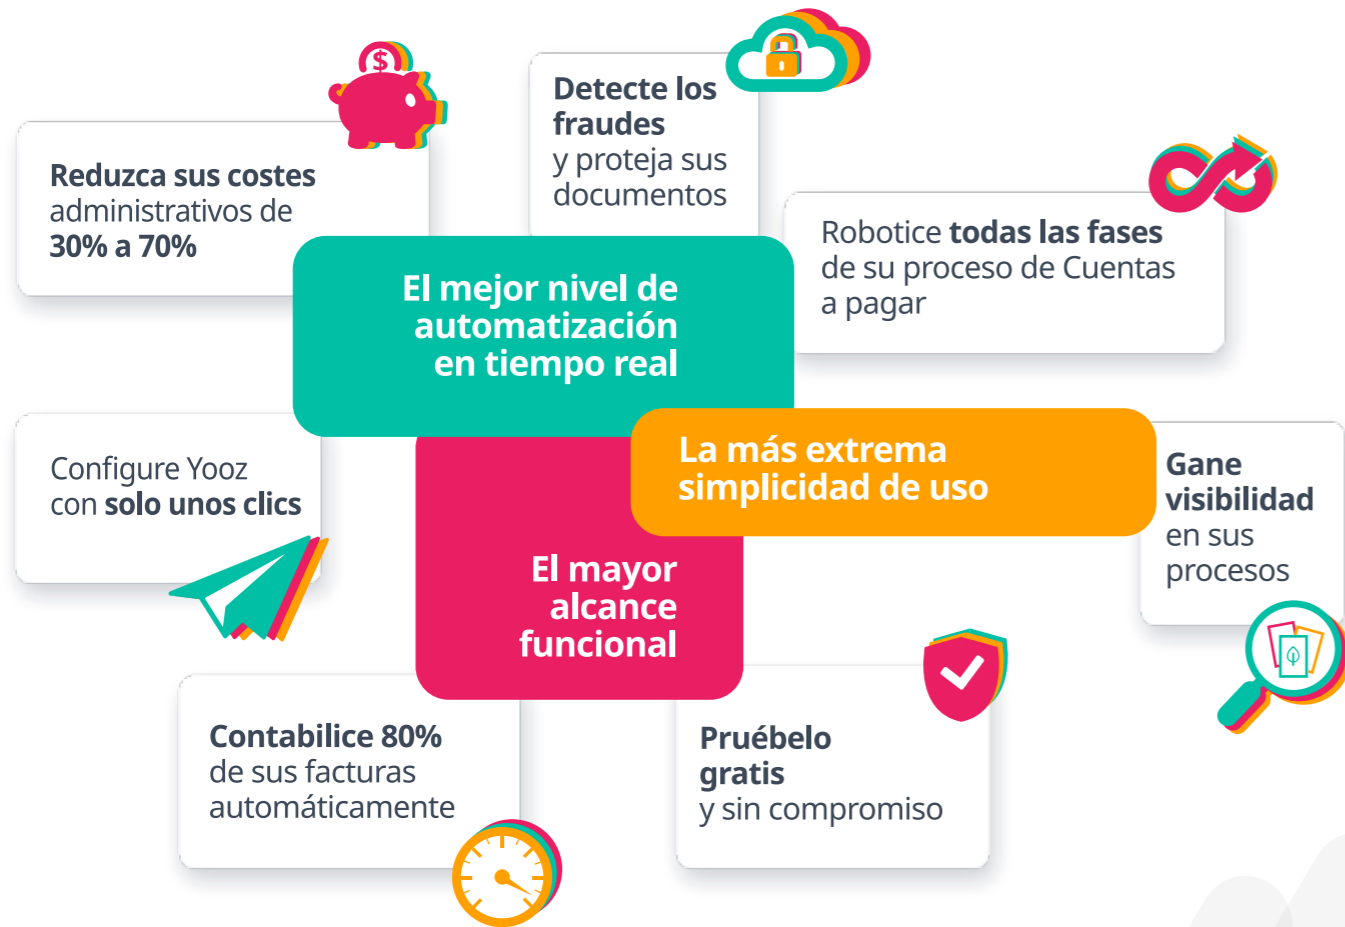 $
Detecte los
fraudes
y proteja sus
documentos
Reduzca sus costes
administrativos de
30% a 70%
Robotice todas las fases
de su proceso de Cuentas
a pagar
El mejor nivel de
automatización
en tiempo real
La más extrema
simplicidad de uso
Gane
visibilidad
en sus
procesos
Configure Yooz
con solo unos clics
El mayor
alcance
funcional
Contabilice 80%
de sus facturas
automáticamente
Pruébelo
gratis
y sin compromiso